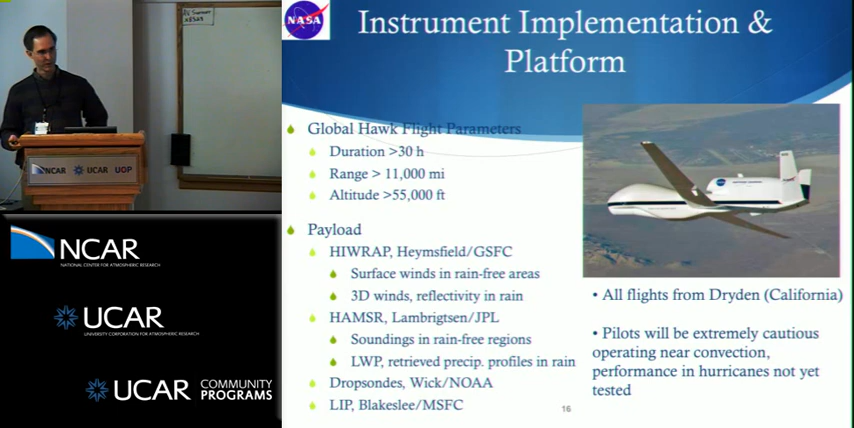 NASA
Instrument Implementation &
Platform
Global Hawk Flight Parameters
Duration >30 h
Range > 11,000 mi
Altitude >55,000 ft
Payload
HIWRAP, Heymsfield/GSFC
Surface winds in rain-free areas
3D winds, reflectivity in rain
HAMSR, Lambrigtsen/JPL
Soundings in rain-free regions
LWP, retrieved precip. profiles in rain
Dropsondes, Wick/NOAA
LIP, Blakeslee/MSFC
• All flights from Dryden (California)
• Pilots will be extremely cautious
operating near convection,
performance in hurricanes not yet
tested
16
NCAR UCAR UOP
NCAR
NATIONAL CENTER FOR ATMOSPHERIC RESEARCH
UCAR
UNIVERSITY CORPORATION FOR ATMOSPHERIC RESEARCH
UCAR COMMUNITY
PROGRAMS